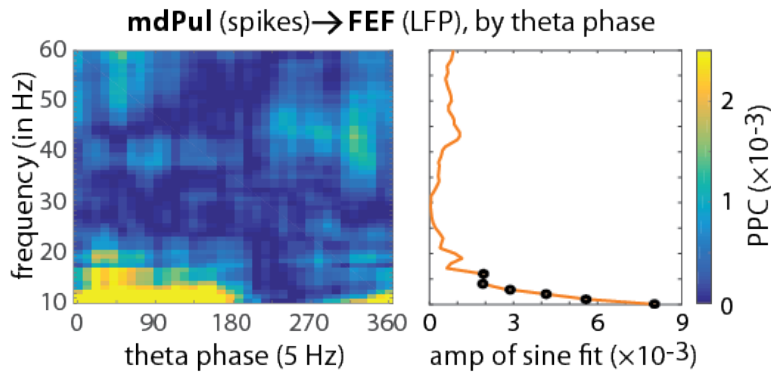 mdPul (spikes)→FEF (LFP), by theta phase
frequency (in Hz)
60
50
40
30
20
10
0 90 180 270 360
theta phase (5 Hz)
0 3 6 9
amp of sine fit (×10-3)
2
1
0
PPC (×10-3)